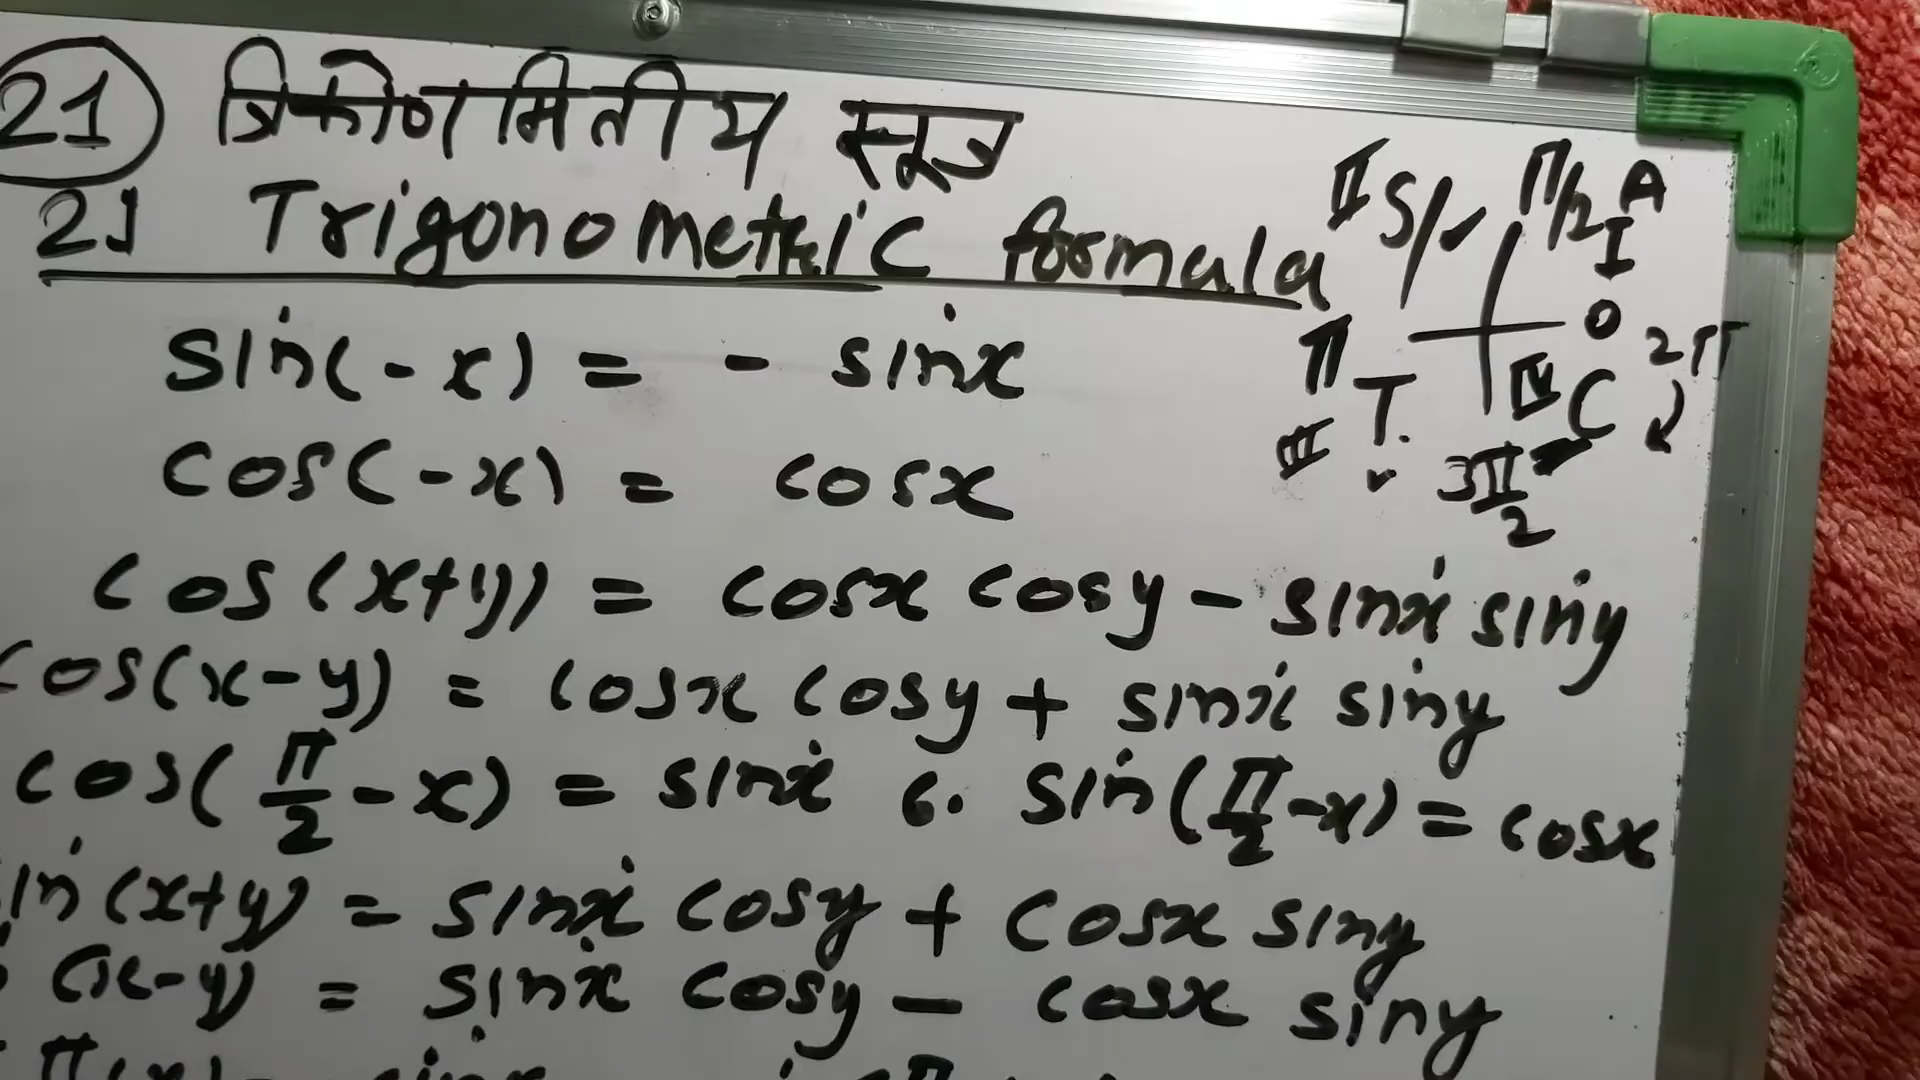 21 त्रिकोणमितीय सूत्र
21 Trigonometric formula
II S/ π/2 A
I
π 0 2π
III T. IV C
3π/2
sin(-x) = - sinx
cos(-x) = cosx
cos(x+y) = cosx cosy - sinx siny
cos(x-y) = cosx cosy + sinx siny
cos(π/2 - x) = sinx 6. sin(π/2 - x) = cosx
in(x+y) = sinx cosy + cosx siny
(x-y) = sinx cosy - cosx siny